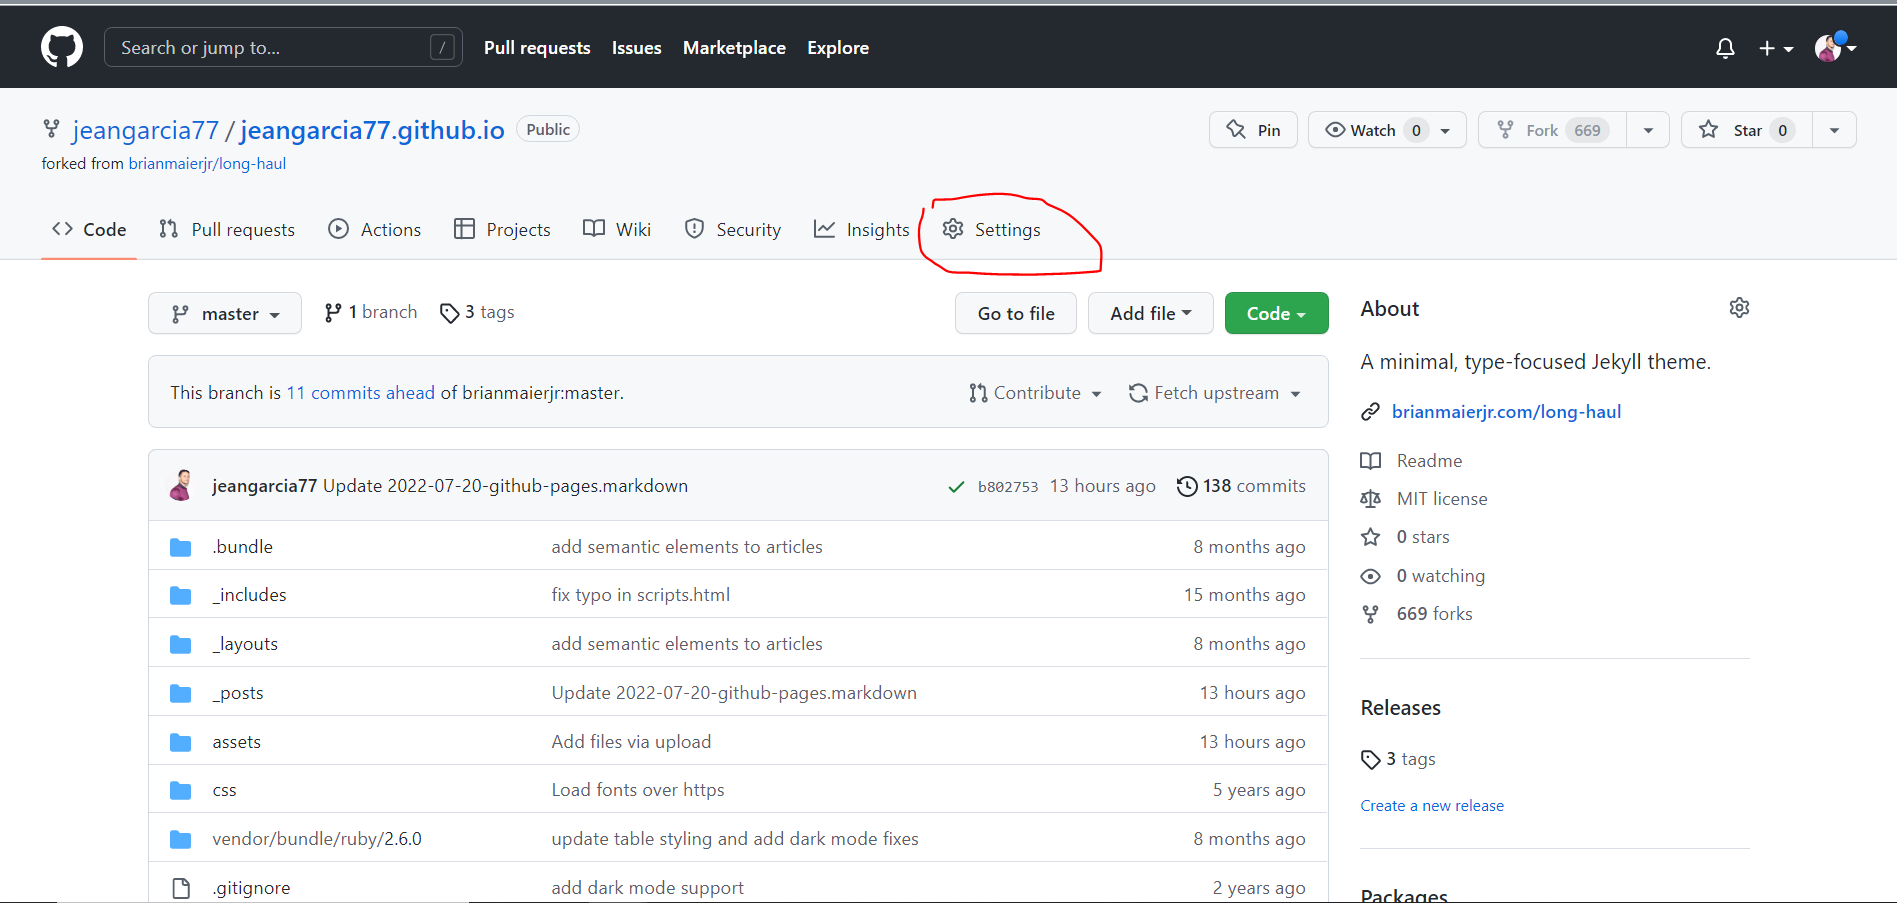 Search or jump to... /
Pull requests Issues Marketplace Explore
jeangarcia77 / jeangarcia77.github.io Public
Pin Watch 0 Fork 669 Star 0
forked from brianmaierjr/long-haul
Code Pull requests Actions Projects Wiki Security Insights Settings
master 1 branch 3 tags Go to file Add file Code
This branch is 11 commits ahead of brianmaierjr:master. Contribute Fetch upstream
jeangarcia77 Update 2022-07-20-github-pages.markdown b802753 13 hours ago 138 commits
.bundle add semantic elements to articles 8 months ago
_includes fix typo in scripts.html 15 months ago
_layouts add semantic elements to articles 8 months ago
_posts Update 2022-07-20-github-pages.markdown 13 hours ago
assets Add files via upload 13 hours ago
css Load fonts over https 5 years ago
vendor/bundle/ruby/2.6.0 update table styling and add dark mode fixes 8 months ago
.gitignore add dark mode support 2 years ago
About
A minimal, type-focused Jekyll theme.
brianmaierjr.com/long-haul
Readme
MIT license
0 stars
0 watching
669 forks
Releases
3 tags
Create a new release
Packages